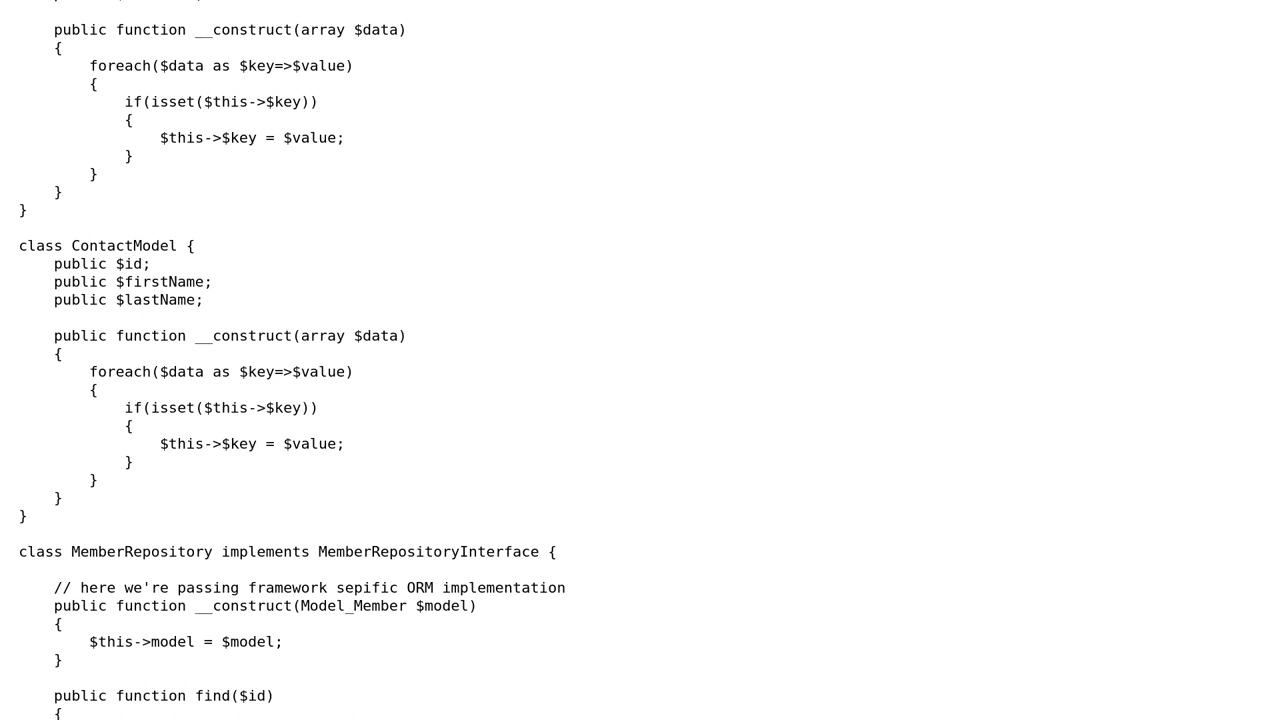 public function __construct(array $data)
    {
        foreach($data as $key=>$value)
        {
            if(isset($this->$key))
            {
                $this->$key = $value;
            }
        }
    }
}

class ContactModel {
    public $id;
    public $firstName;
    public $lastName;

    public function __construct(array $data)
    {
        foreach($data as $key=>$value)
        {
            if(isset($this->$key))
            {
                $this->$key = $value;
            }
        }
    }
}

class MemberRepository implements MemberRepositoryInterface {

    // here we're passing framework sepific ORM implementation
    public function __construct(Model_Member $model)
    {
        $this->model = $model;
    }

    public function find($id)
    {